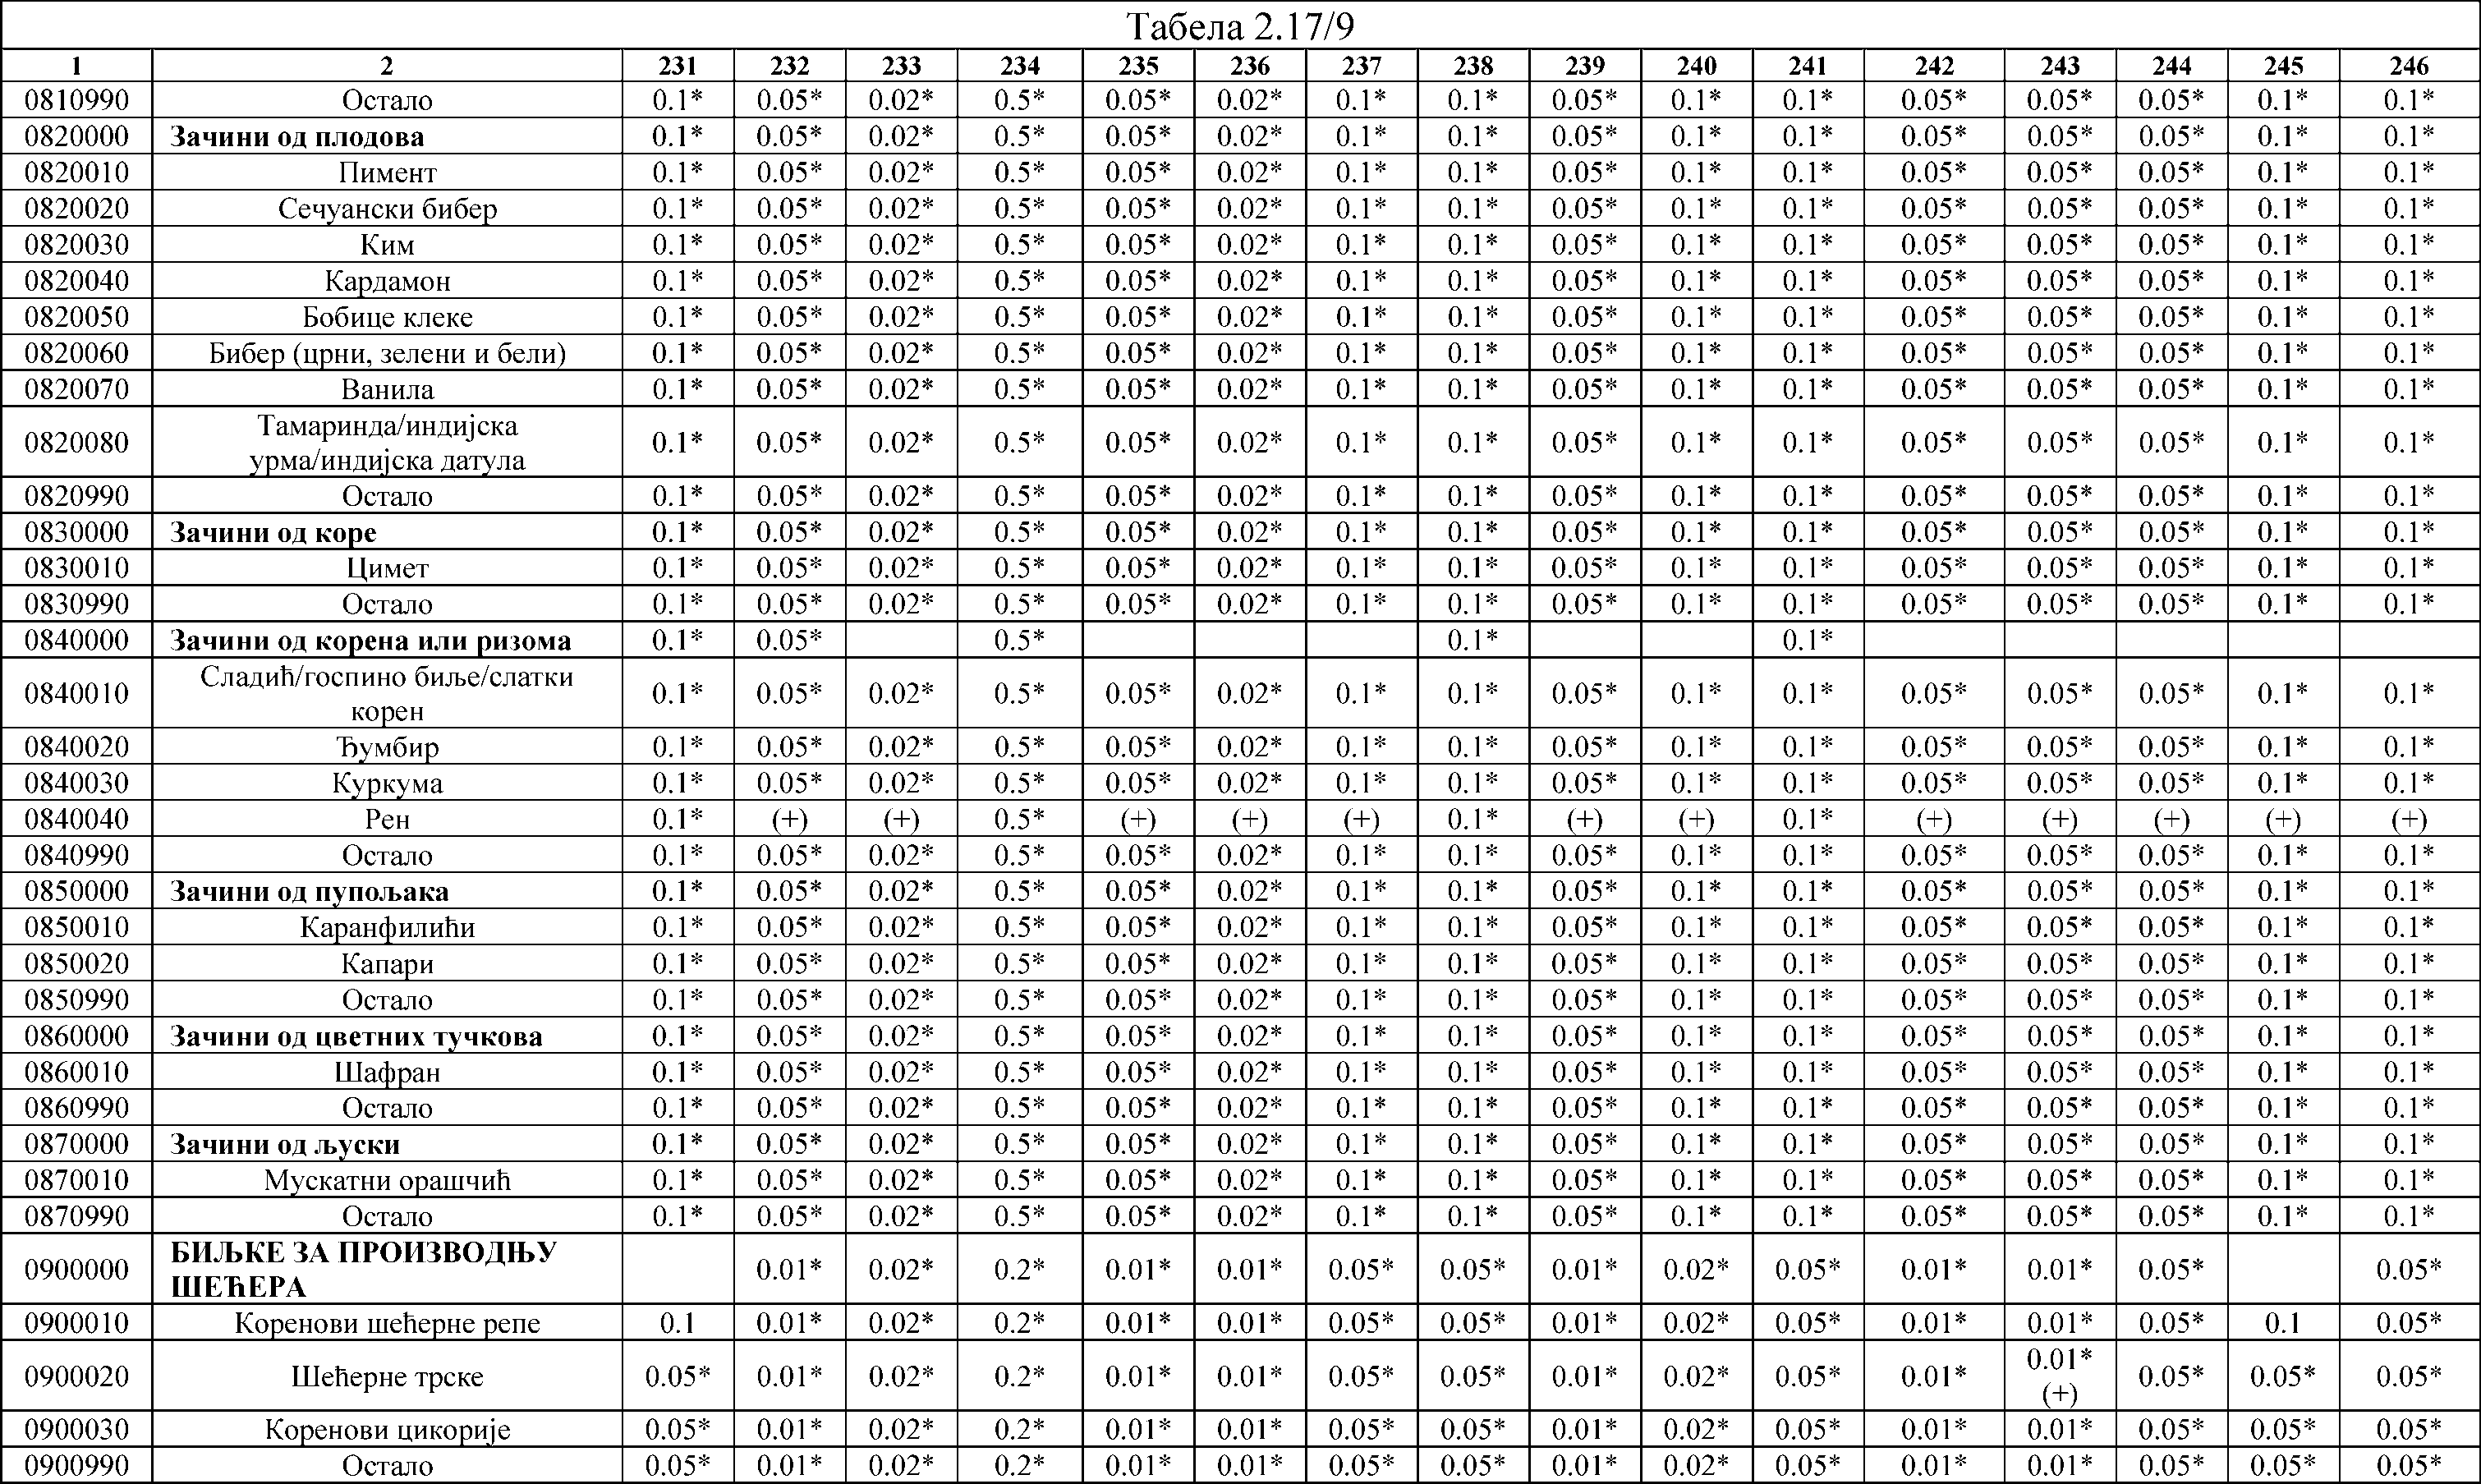 Табела 2.17/9
1 2 231 232 233 234 235 236 237 238 239 240 241 242 243 244 245 246
0810990 Остало 0.1* 0.05* 0.02* 0.5* 0.05* 0.02* 0.1* 0.1* 0.05* 0.1* 0.1* 0.05* 0.05* 0.05* 0.1* 0.1*
0820000 Зачини од плодова 0.1* 0.05* 0.02* 0.5* 0.05* 0.02* 0.1* 0.1* 0.05* 0.1* 0.1* 0.05* 0.05* 0.05* 0.1* 0.1*
0820010 Пимент 0.1* 0.05* 0.02* 0.5* 0.05* 0.02* 0.1* 0.1* 0.05* 0.1* 0.1* 0.05* 0.05* 0.05* 0.1* 0.1*
0820020 Сечуански бибер 0.1* 0.05* 0.02* 0.5* 0.05* 0.02* 0.1* 0.1* 0.05* 0.1* 0.1* 0.05* 0.05* 0.05* 0.1* 0.1*
0820030 Ким 0.1* 0.05* 0.02* 0.5* 0.05* 0.02* 0.1* 0.1* 0.05* 0.1* 0.1* 0.05* 0.05* 0.05* 0.1* 0.1*
0820040 Кардамон 0.1* 0.05* 0.02* 0.5* 0.05* 0.02* 0.1* 0.1* 0.05* 0.1* 0.1* 0.05* 0.05* 0.05* 0.1* 0.1*
0820050 Бобице клеке 0.1* 0.05* 0.02* 0.5* 0.05* 0.02* 0.1* 0.1* 0.05* 0.1* 0.1* 0.05* 0.05* 0.05* 0.1* 0.1*
0820060 Бибер (црни, зелени и бели) 0.1* 0.05* 0.02* 0.5* 0.05* 0.02* 0.1* 0.1* 0.05* 0.1* 0.1* 0.05* 0.05* 0.05* 0.1* 0.1*
0820070 Ванила 0.1* 0.05* 0.02* 0.5* 0.05* 0.02* 0.1* 0.1* 0.05* 0.1* 0.1* 0.05* 0.05* 0.05* 0.1* 0.1*
Тамаринда/индијска
0820080 урма/индијска датула 0.1* 0.05* 0.02* 0.5* 0.05* 0.02* 0.1* 0.1* 0.05* 0.1* 0.1* 0.05* 0.05* 0.05* 0.1* 0.1*
0820990 Остало 0.1* 0.05* 0.02* 0.5* 0.05* 0.02* 0.1* 0.1* 0.05* 0.1* 0.1* 0.05* 0.05* 0.05* 0.1* 0.1*
0830000 Зачини од коре 0.1* 0.05* 0.02* 0.5* 0.05* 0.02* 0.1* 0.1* 0.05* 0.1* 0.1* 0.05* 0.05* 0.05* 0.1* 0.1*
0830010 Цимет 0.1* 0.05* 0.02* 0.5* 0.05* 0.02* 0.1* 0.1* 0.05* 0.1* 0.1* 0.05* 0.05* 0.05* 0.1* 0.1*
0830990 Остало 0.1* 0.05* 0.02* 0.5* 0.05* 0.02* 0.1* 0.1* 0.05* 0.1* 0.1* 0.05* 0.05* 0.05* 0.1* 0.1*
0840000 Зачини од корена или ризома 0.1* 0.05* 0.5* 0.1* 0.1*
Сладић/госпино биље/слатки
0840010 корен 0.1* 0.05* 0.02* 0.5* 0.05* 0.02* 0.1* 0.1* 0.05* 0.1* 0.1* 0.05* 0.05* 0.05* 0.1* 0.1*
0840020 Ђумбир 0.1* 0.05* 0.02* 0.5* 0.05* 0.02* 0.1* 0.1* 0.05* 0.1* 0.1* 0.05* 0.05* 0.05* 0.1* 0.1*
0840030 Куркума 0.1* 0.05* 0.02* 0.5* 0.05* 0.02* 0.1* 0.1* 0.05* 0.1* 0.1* 0.05* 0.05* 0.05* 0.1* 0.1*
0840040 Рен 0.1* (+) (+) 0.5* (+) (+) (+) 0.1* (+) (+) 0.1* (+) (+) (+) (+) (+)
0840990 Остало 0.1* 0.05* 0.02* 0.5* 0.05* 0.02* 0.1* 0.1* 0.05* 0.1* 0.1* 0.05* 0.05* 0.05* 0.1* 0.1*
0850000 Зачини од пупољака 0.1* 0.05* 0.02* 0.5* 0.05* 0.02* 0.1* 0.1* 0.05* 0.1* 0.1* 0.05* 0.05* 0.05* 0.1* 0.1*
0850010 Каранфилићи 0.1* 0.05* 0.02* 0.5* 0.05* 0.02* 0.1* 0.1* 0.05* 0.1* 0.1* 0.05* 0.05* 0.05* 0.1* 0.1*
0850020 Капари 0.1* 0.05* 0.02* 0.5* 0.05* 0.02* 0.1* 0.1* 0.05* 0.1* 0.1* 0.05* 0.05* 0.05* 0.1* 0.1*
0850990 Остало 0.1* 0.05* 0.02* 0.5* 0.05* 0.02* 0.1* 0.1* 0.05* 0.1* 0.1* 0.05* 0.05* 0.05* 0.1* 0.1*
0860000 Зачини од цветних тучкова 0.1* 0.05* 0.02* 0.5* 0.05* 0.02* 0.1* 0.1* 0.05* 0.1* 0.1* 0.05* 0.05* 0.05* 0.1* 0.1*
0860010 Шафран 0.1* 0.05* 0.02* 0.5* 0.05* 0.02* 0.1* 0.1* 0.05* 0.1* 0.1* 0.05* 0.05* 0.05* 0.1* 0.1*
0860990 Остало 0.1* 0.05* 0.02* 0.5* 0.05* 0.02* 0.1* 0.1* 0.05* 0.1* 0.1* 0.05* 0.05* 0.05* 0.1* 0.1*
0870000 Зачини од љуски 0.1* 0.05* 0.02* 0.5* 0.05* 0.02* 0.1* 0.1* 0.05* 0.1* 0.1* 0.05* 0.05* 0.05* 0.1* 0.1*
0870010 Мускатни орашчић 0.1* 0.05* 0.02* 0.5* 0.05* 0.02* 0.1* 0.1* 0.05* 0.1* 0.1* 0.05* 0.05* 0.05* 0.1* 0.1*
0870990 Остало 0.1* 0.05* 0.02* 0.5* 0.05* 0.02* 0.1* 0.1* 0.05* 0.1* 0.1* 0.05* 0.05* 0.05* 0.1* 0.1*
БИЉКЕ ЗА ПРОИЗВОДЊУ
0900000 ШЕЋЕРА 0.01* 0.02* 0.2* 0.01* 0.01* 0.05* 0.05* 0.01* 0.02* 0.05* 0.01* 0.01* 0.05* 0.05*
0900010 Коренови шећерне репе 0.1 0.01* 0.02* 0.2* 0.01* 0.01* 0.05* 0.05* 0.01* 0.02* 0.05* 0.01* 0.01* 0.05* 0.1 0.05*
0900020 Шећерне трске 0.05* 0.01* 0.02* 0.2* 0.01* 0.01* 0.05* 0.05* 0.01* 0.02* 0.05* 0.01* 0.01* 0.05* 0.05* 0.05*
(+)
0900030 Коренови цикорије 0.05* 0.01* 0.02* 0.2* 0.01* 0.01* 0.05* 0.05* 0.01* 0.02* 0.05* 0.01* 0.01* 0.05* 0.05* 0.05*
0900990 Остало 0.05* 0.01* 0.02* 0.2* 0.01* 0.01* 0.05* 0.05* 0.01* 0.02* 0.05* 0.01* 0.01* 0.05* 0.05* 0.05*